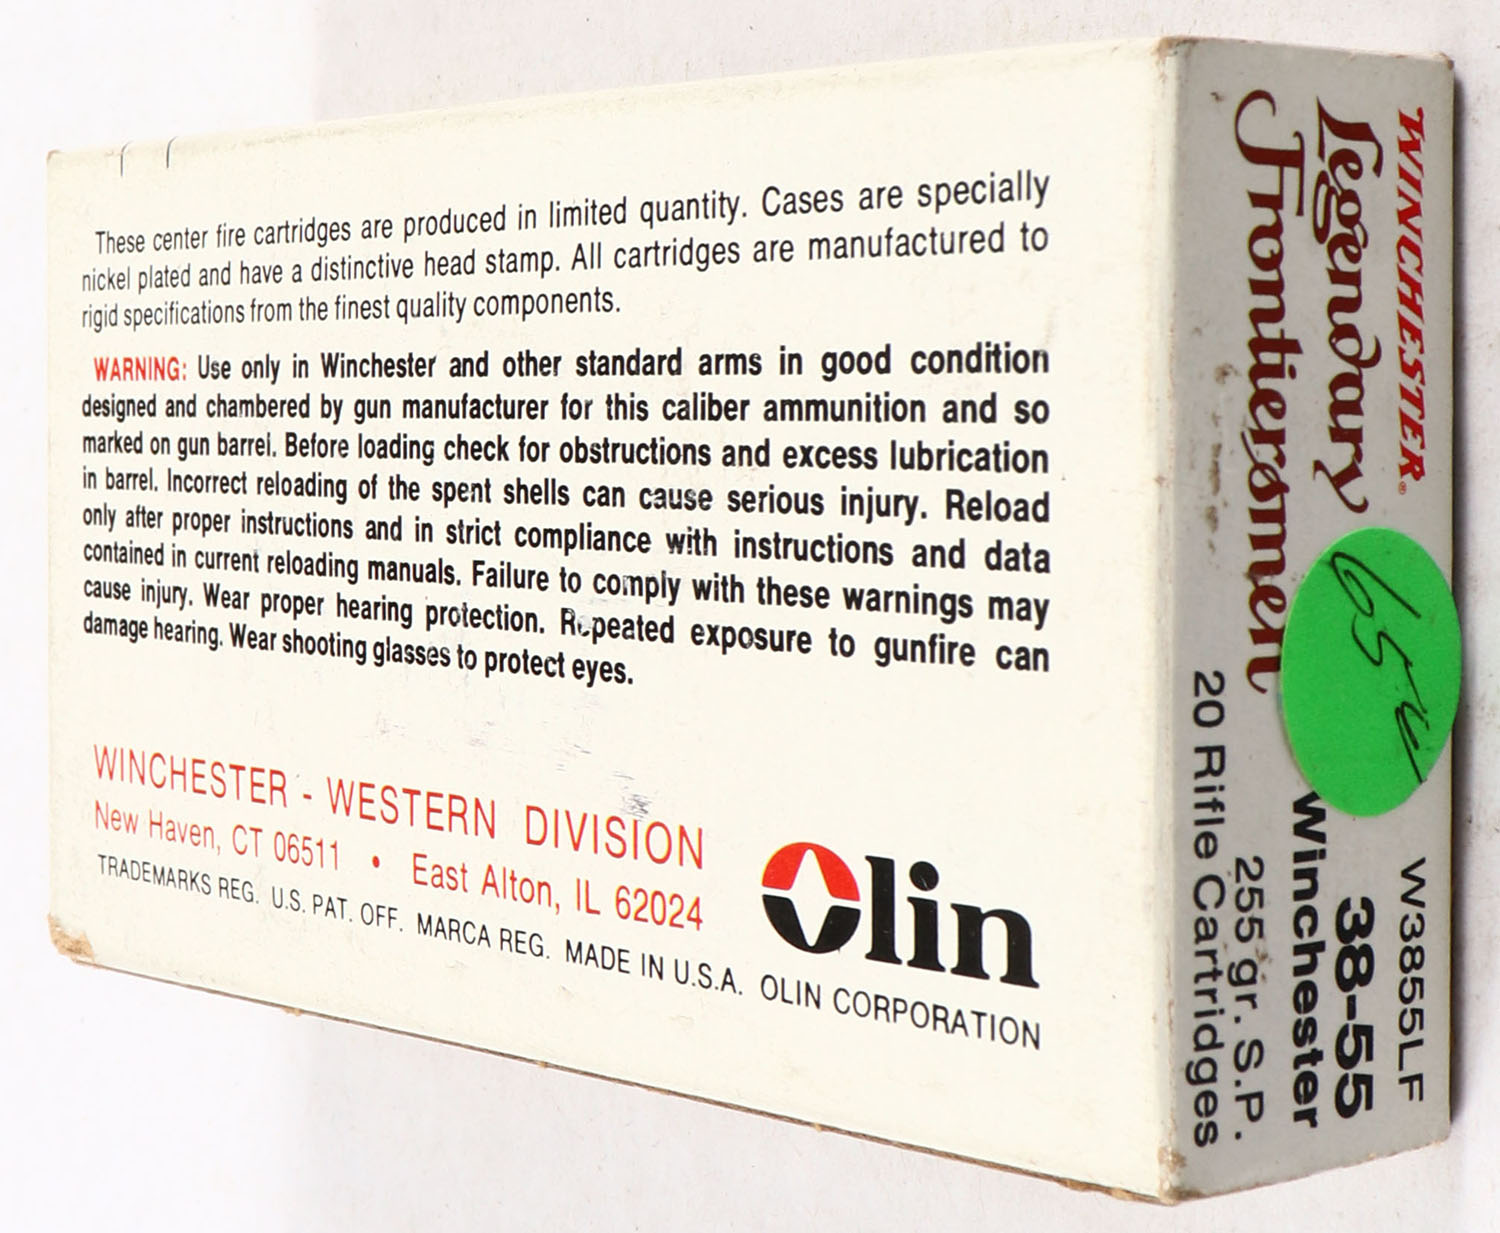 These center fire cartridges are produced in limited quantity. Cases are specially
nickel plated and have a distinctive head stamp. All cartridges are manufactured to
rigid specifications from the finest quality components.
WARNING: Use only in Winchester and other standard arms in good condition
designed and chambered by gun manufacturer for this caliber ammunition and so
marked on gun barrel. Before loading check for obstructions and excess lubrication
in barrel. Incorrect reloading of the spent shells can cause serious injury. Reload
only after proper instructions and in strict compliance with instructions and data
contained in current reloading manuals. Failure to comply with these warnings may
cause injury. Wear proper hearing protection. Repeated exposure to gunfire can
damage hearing. Wear shooting glasses to protect eyes.
WINCHESTER - WESTERN DIVISION
New Haven, CT 06511 • East Alton, IL 62024
Olin
TRADEMARKS REG. U.S. PAT. OFF. MARCA REG. MADE IN U.S.A. OLIN CORPORATION
WINCHESTER®
Legendary
Frontiersmen
W3855LF
38-55
Winchester
255 gr. S.P.
20 Rifle Cartridges